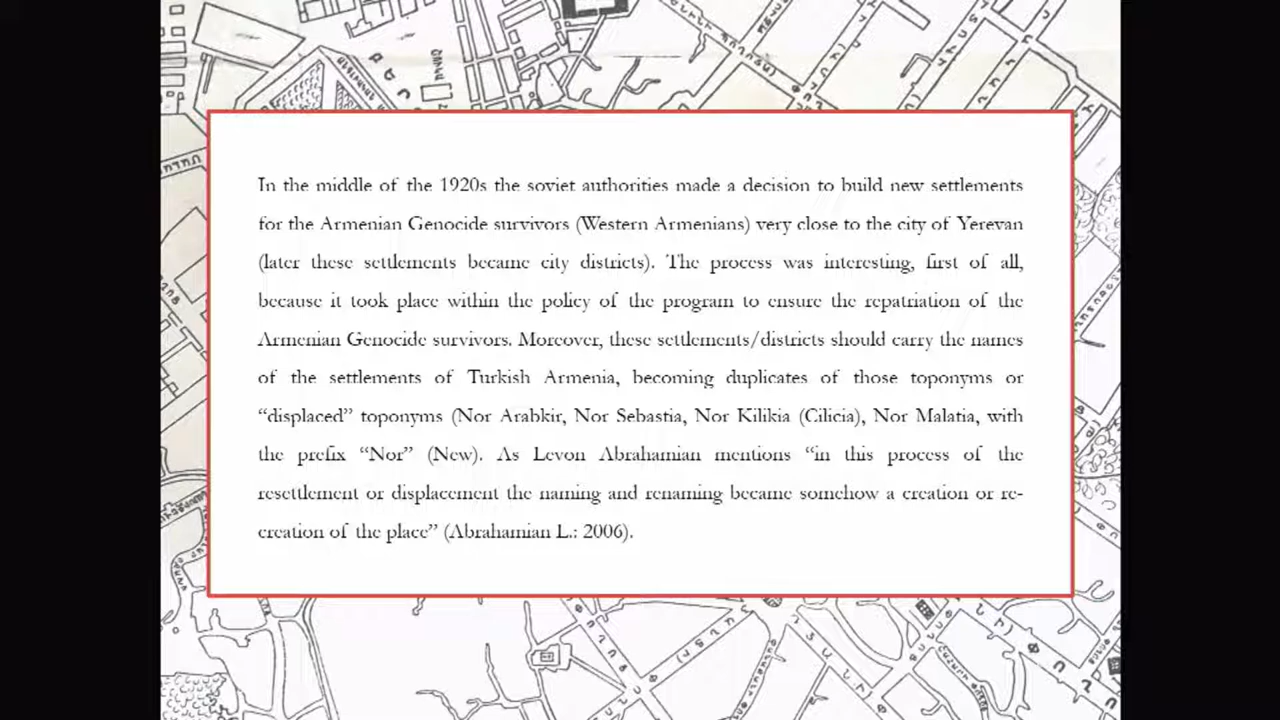 In the middle of the 1920s the soviet authorities made a decision to build new settlements
for the Armenian Genocide survivors (Western Armenians) very close to the city of Yerevan
(later these settlements became city districts). The process was interesting, first of all,
because it took place within the policy of the program to ensure the repatriation of the
Armenian Genocide survivors. Moreover, these settlements/districts should carry the names
of the settlements of Turkish Armenia, becoming duplicates of those toponyms or
“displaced” toponyms (Nor Arabkir, Nor Sebastia, Nor Kilikia (Cilicia), Nor Malatia, with
the prefix “Nor” (New). As Levon Abrahamian mentions “in this process of the
resettlement or displacement the naming and renaming became somehow a creation or re-
creation of the place” (Abrahamian L.: 2006).